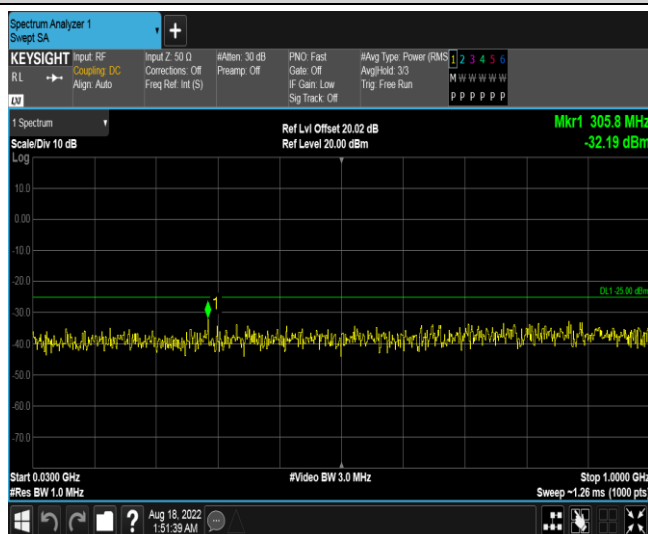 Spectrum Analyzer 1
Swept SA
KEYSIGHT
RL
LXI
Input: RF
Coupling: DC
Align: Auto
Input Z: 50 Ω
Corrections: Off
Freq Ref: Int (S)
#Atten: 30 dB
Preamp: Off
PNO: Fast
Gate: Off
IF Gain: Low
Sig Track: Off
#Avg Type: Power (RMS
Avg|Hold: 3/3
Trig: Free Run
1 2 3 4 5 6
M W W W W W
P P P P P P
1 Spectrum
Scale/Div 10 dB
Log
Ref Lvl Offset 20.02 dB
Ref Level 20.00 dBm
Mkr1 305.8 MHz
-32.19 dBm
10.0
0.00
-10.0
-20.0
-30.0
-40.0
-50.0
-60.0
-70.0
1
DL1 -25.00 dBm
Start 0.0300 GHz
#Res BW 1.0 MHz
#Video BW 3.0 MHz
Stop 1.0000 GHz
Sweep ~1.26 ms (1000 pts)
?
Aug 18, 2022
1:51:39 AM